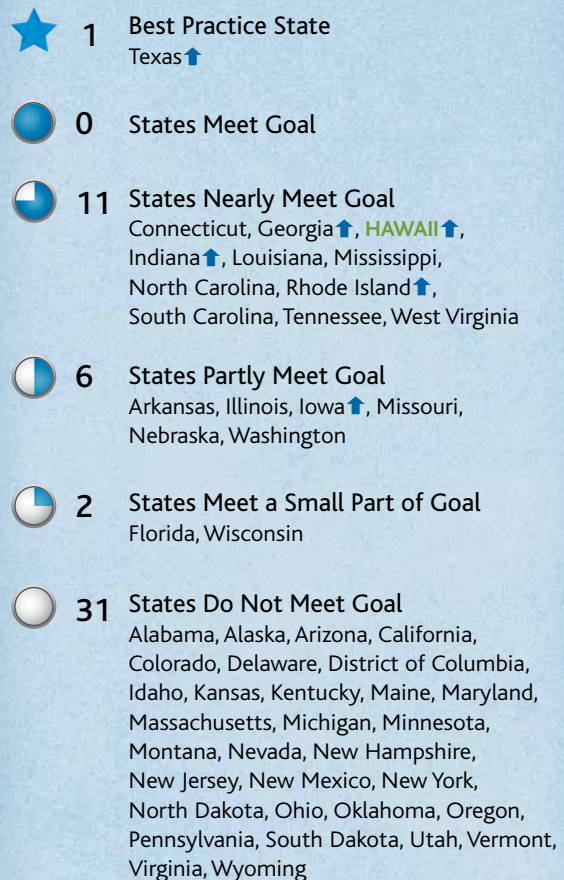 1 Best Practice State
Texas⬆
0 States Meet Goal
11 States Nearly Meet Goal
Connecticut, Georgia⬆, HAWAII⬆,
Indiana⬆, Louisiana, Mississippi,
North Carolina, Rhode Island⬆,
South Carolina, Tennessee, West Virginia
6 States Partly Meet Goal
Arkansas, Illinois, Iowa⬆, Missouri,
Nebraska, Washington
2 States Meet a Small Part of Goal
Florida, Wisconsin
31 States Do Not Meet Goal
Alabama, Alaska, Arizona, California,
Colorado, Delaware, District of Columbia,
Idaho, Kansas, Kentucky, Maine, Maryland,
Massachusetts, Michigan, Minnesota,
Montana, Nevada, New Hampshire,
New Jersey, New Mexico, New York,
North Dakota, Ohio, Oklahoma, Oregon,
Pennsylvania, South Dakota, Utah, Vermont,
Virginia, Wyoming